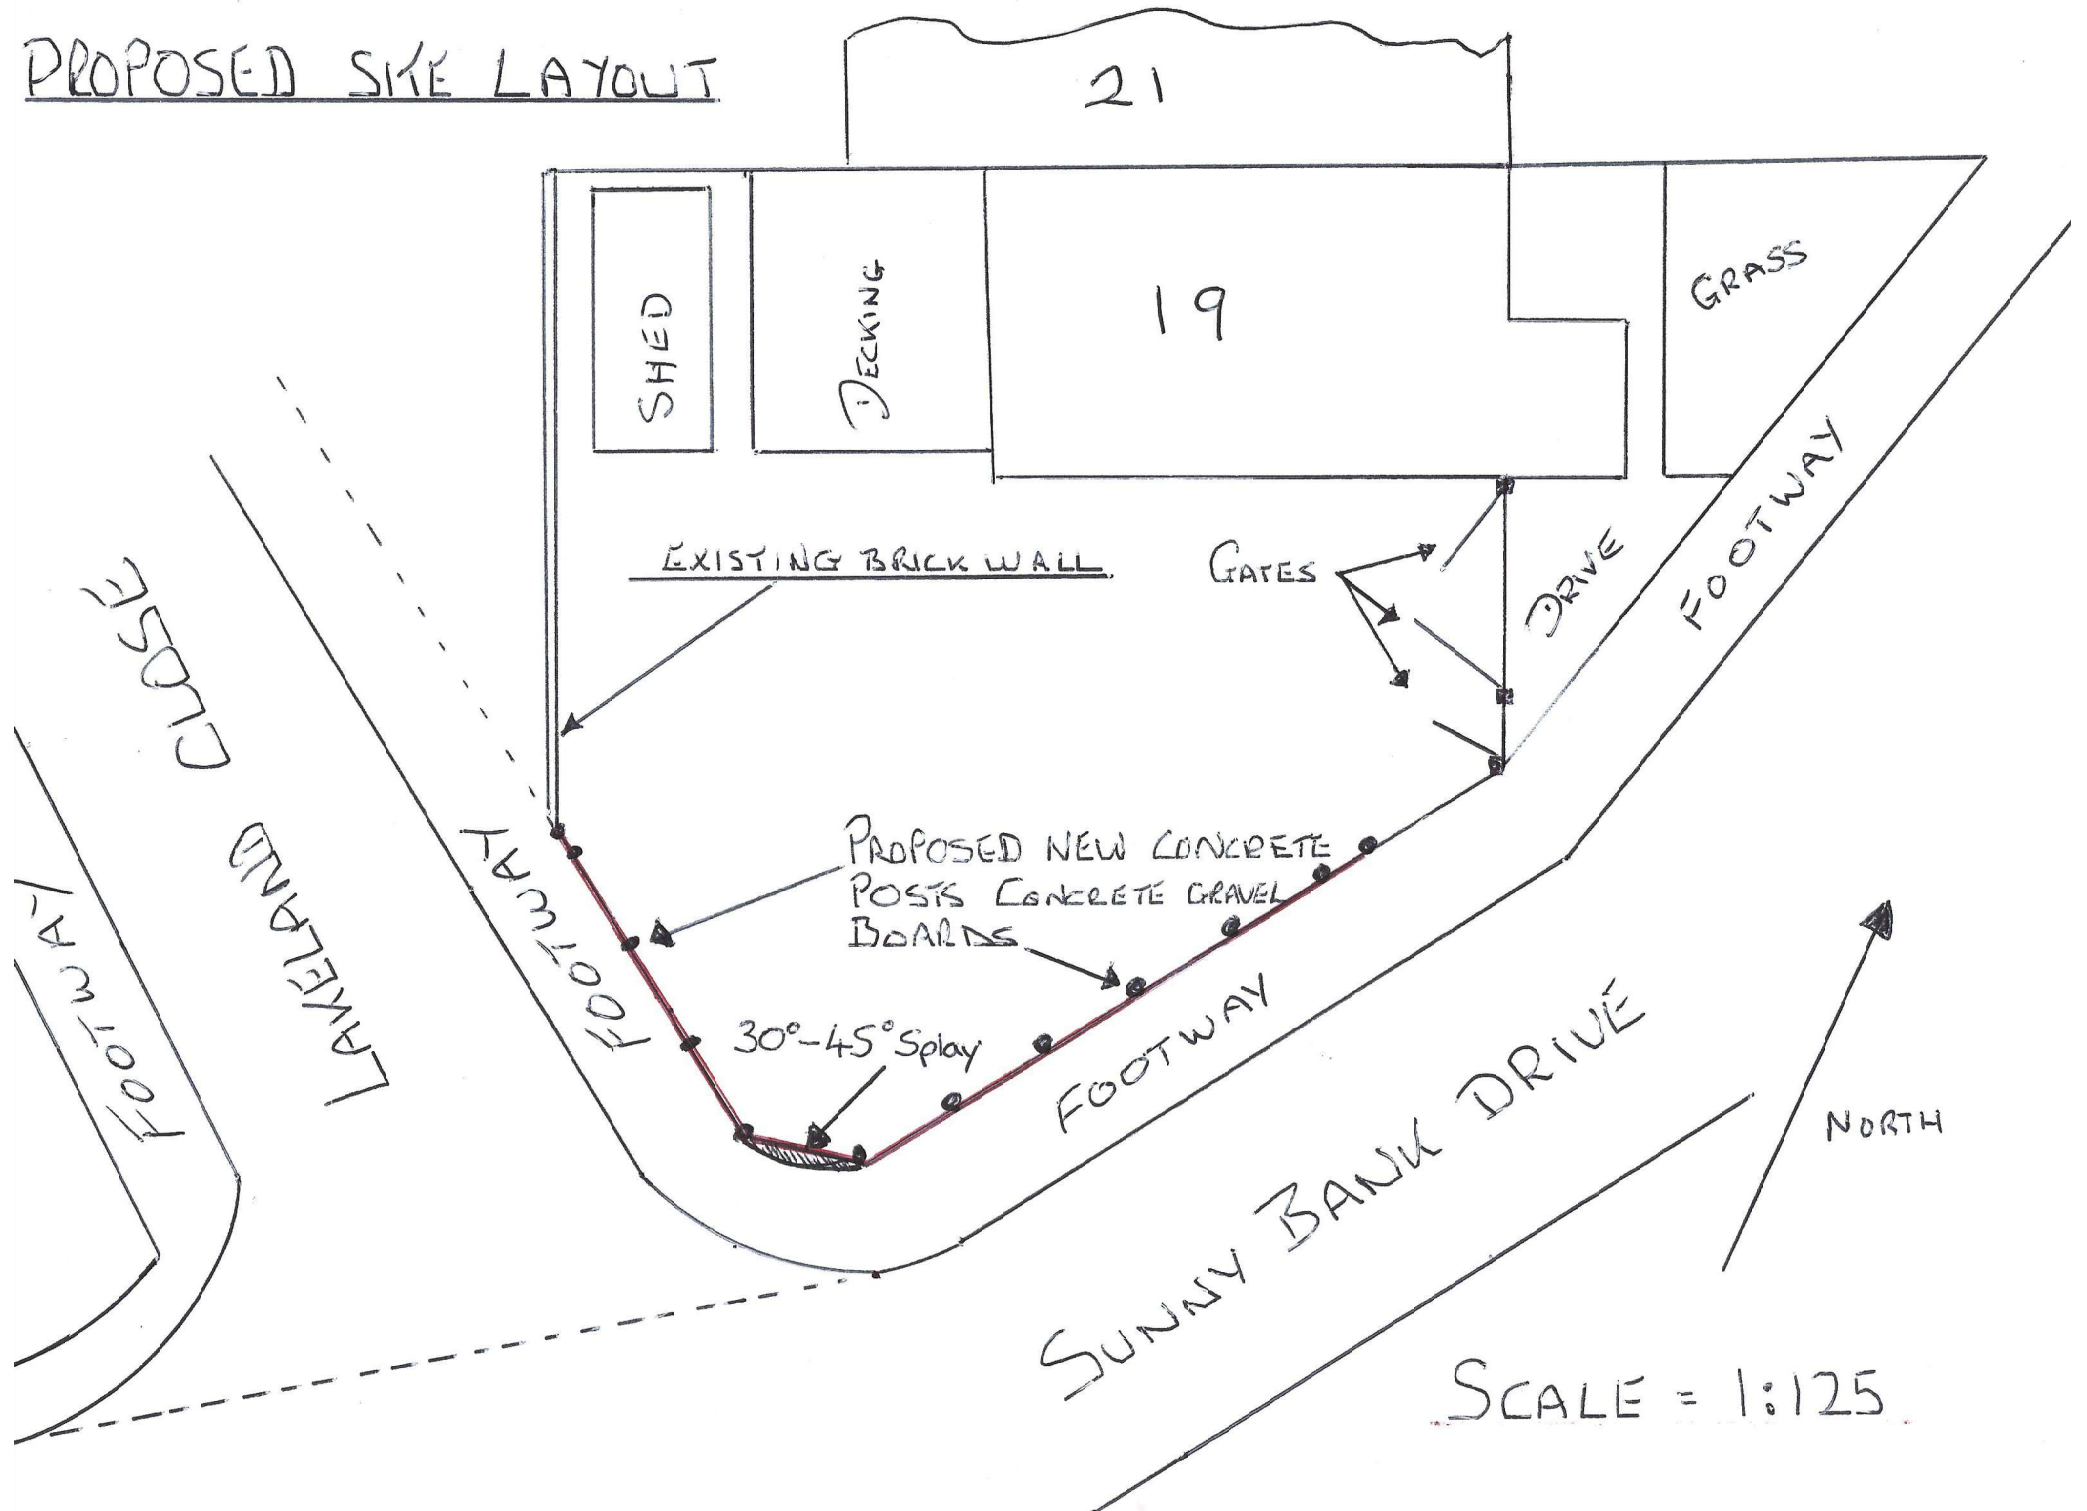 PROPOSED SITE LAYOUT
21
19
SHED
DECKING
GRASS
EXISTING BRICK WALL
GATES
DRIVE
FOOTWAY
LAKELAND CLOSE
FOOTWAY
FOOTWAY
PROPOSED NEW CONCRETE
POSTS CONCRETE GRAVEL
BOARDS
30°-45° Splay
FOOTWAY
SUNNY BANK DRIVE
NORTH
SCALE = 1:125